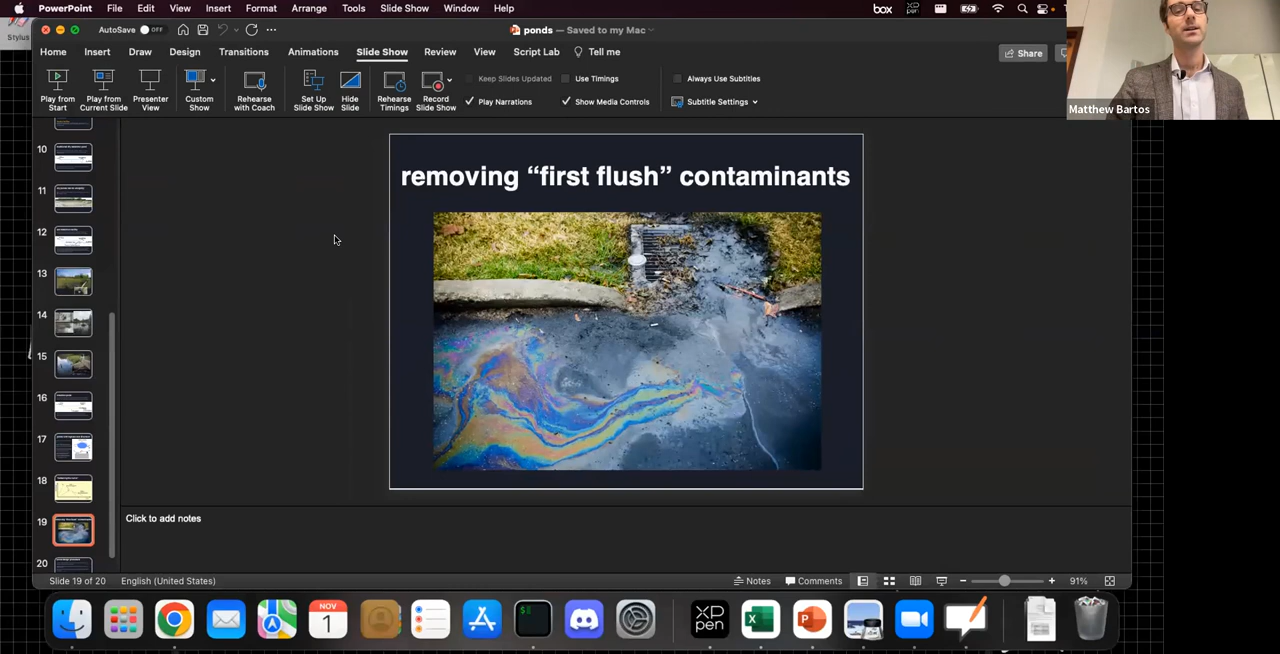 PowerPoint File Edit View Insert Format Arrange Tools Slide Show Window Help
box XP PEN
Stylus
AutoSave OFF
ponds — Saved to my Mac
Home Insert Draw Design Transitions Animations Slide Show Review View Script Lab Tell me
Share
Play from Start
Play from Current Slide
Presenter View
Custom Show
Rehearse with Coach
Set Up Slide Show
Hide Slide
Rehearse Timings
Record Slide Show
Keep Slides Updated
Use Timings
Play Narrations
Show Media Controls
Always Use Subtitles
Subtitle Settings
Matthew Bartos
10
11
12
13
14
15
16
17
18
19
20
removing “first flush” contaminants
Click to add notes
Slide 19 of 20 English (United States)
Notes Comments 91%
NOV
1
$
XP
pen